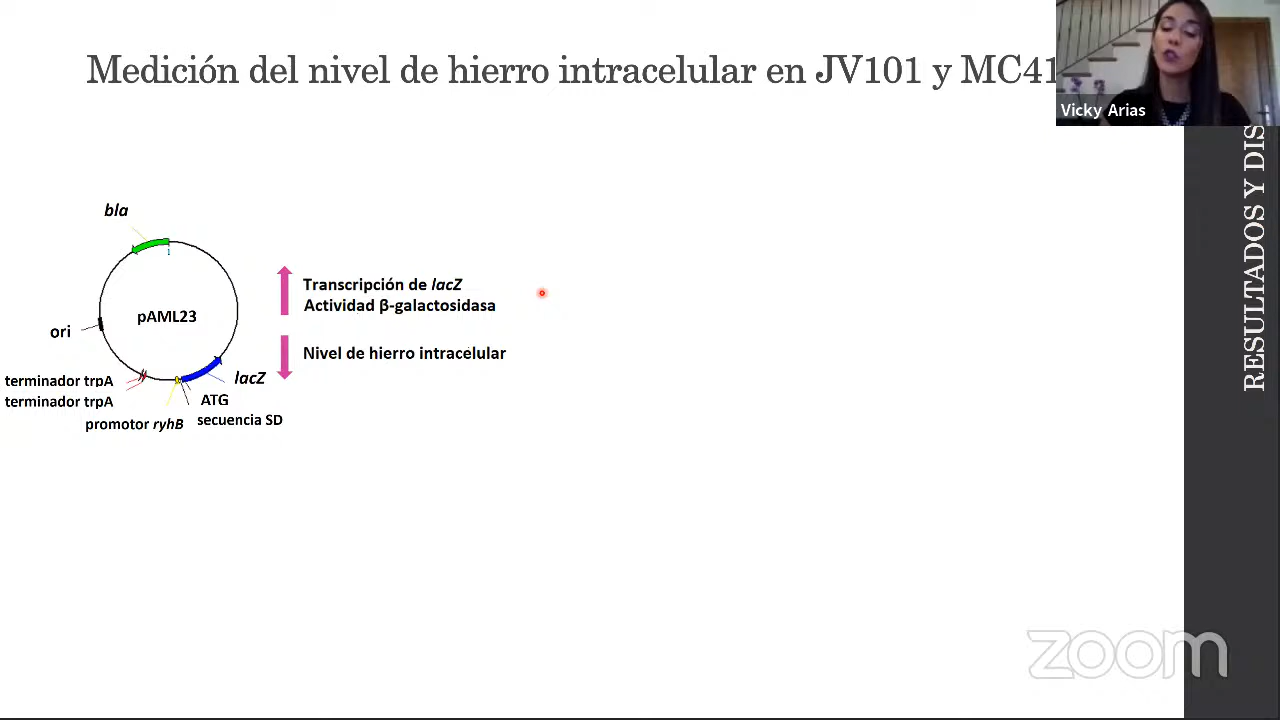 Medición del nivel de hierro intracelular en JV101 y MC41
Vicky Arias
RESULTADOS Y DIS
bla
pAML23
ori
terminador trpA
terminador trpA
promotor ryhB
lacZ
ATG
secuencia SD
Transcripción de lacZ
Actividad β-galactosidasa
Nivel de hierro intracelular
zoom